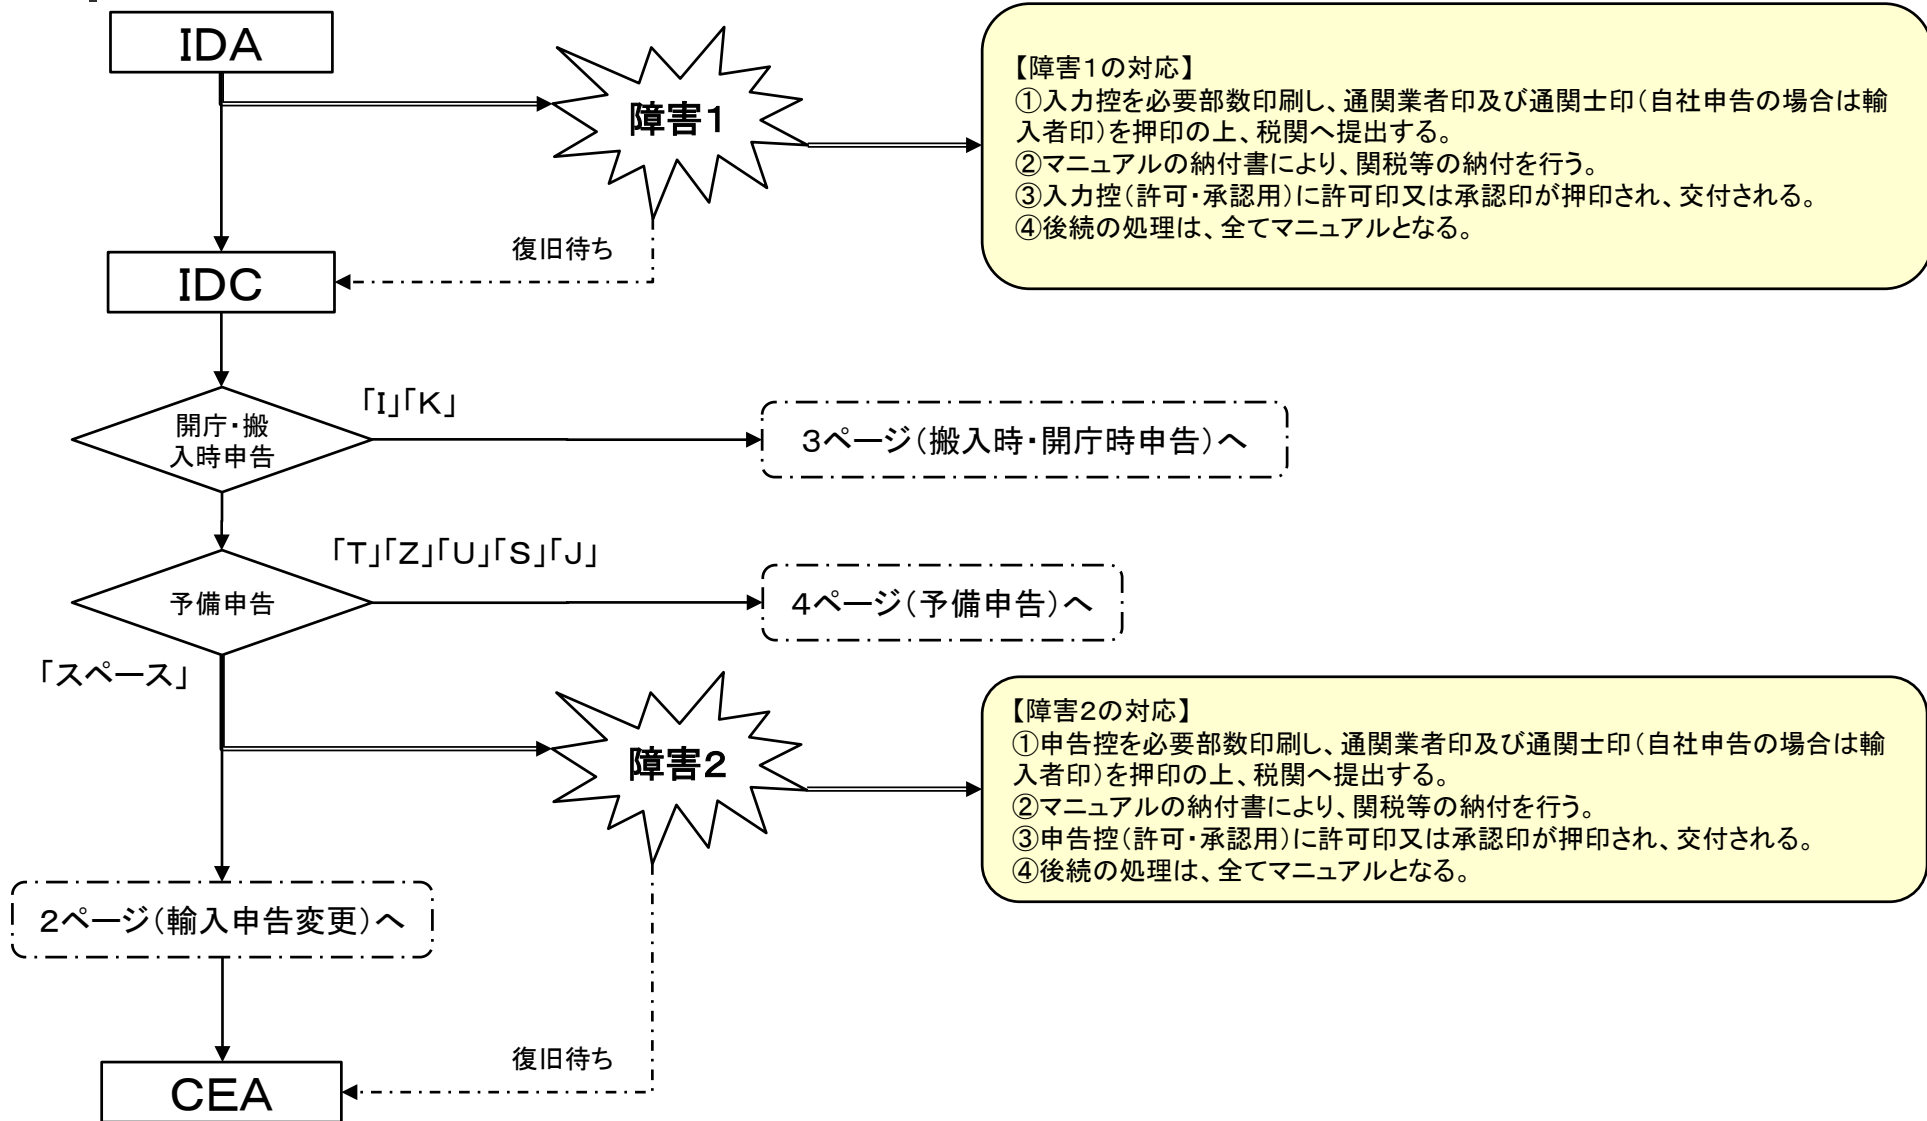 IDA
障害1
【障害1の対応】
①入力控を必要部数印刷し、通関業者印及び通関士印（自社申告の場合は輸
入者印）を押印の上、税関へ提出する。
②マニュアルの納付書により、関税等の納付を行う。
③入力控（許可・承認用）に許可印又は承認印が押印され、交付される。
④後続の処理は、全てマニュアルとなる。
復旧待ち
IDC
開庁・搬
入時申告
「I」「K」
3ページ（搬入時・開庁時申告）へ
予備申告
「T」「Z」「U」「S」「J」
4ページ（予備申告）へ
「スペース」
障害2
【障害2の対応】
①申告控を必要部数印刷し、通関業者印及び通関士印（自社申告の場合は輸
入者印）を押印の上、税関へ提出する。
②マニュアルの納付書により、関税等の納付を行う。
③申告控（許可・承認用）に許可印又は承認印が押印され、交付される。
④後続の処理は、全てマニュアルとなる。
2ページ（輸入申告変更）へ
復旧待ち
CEA